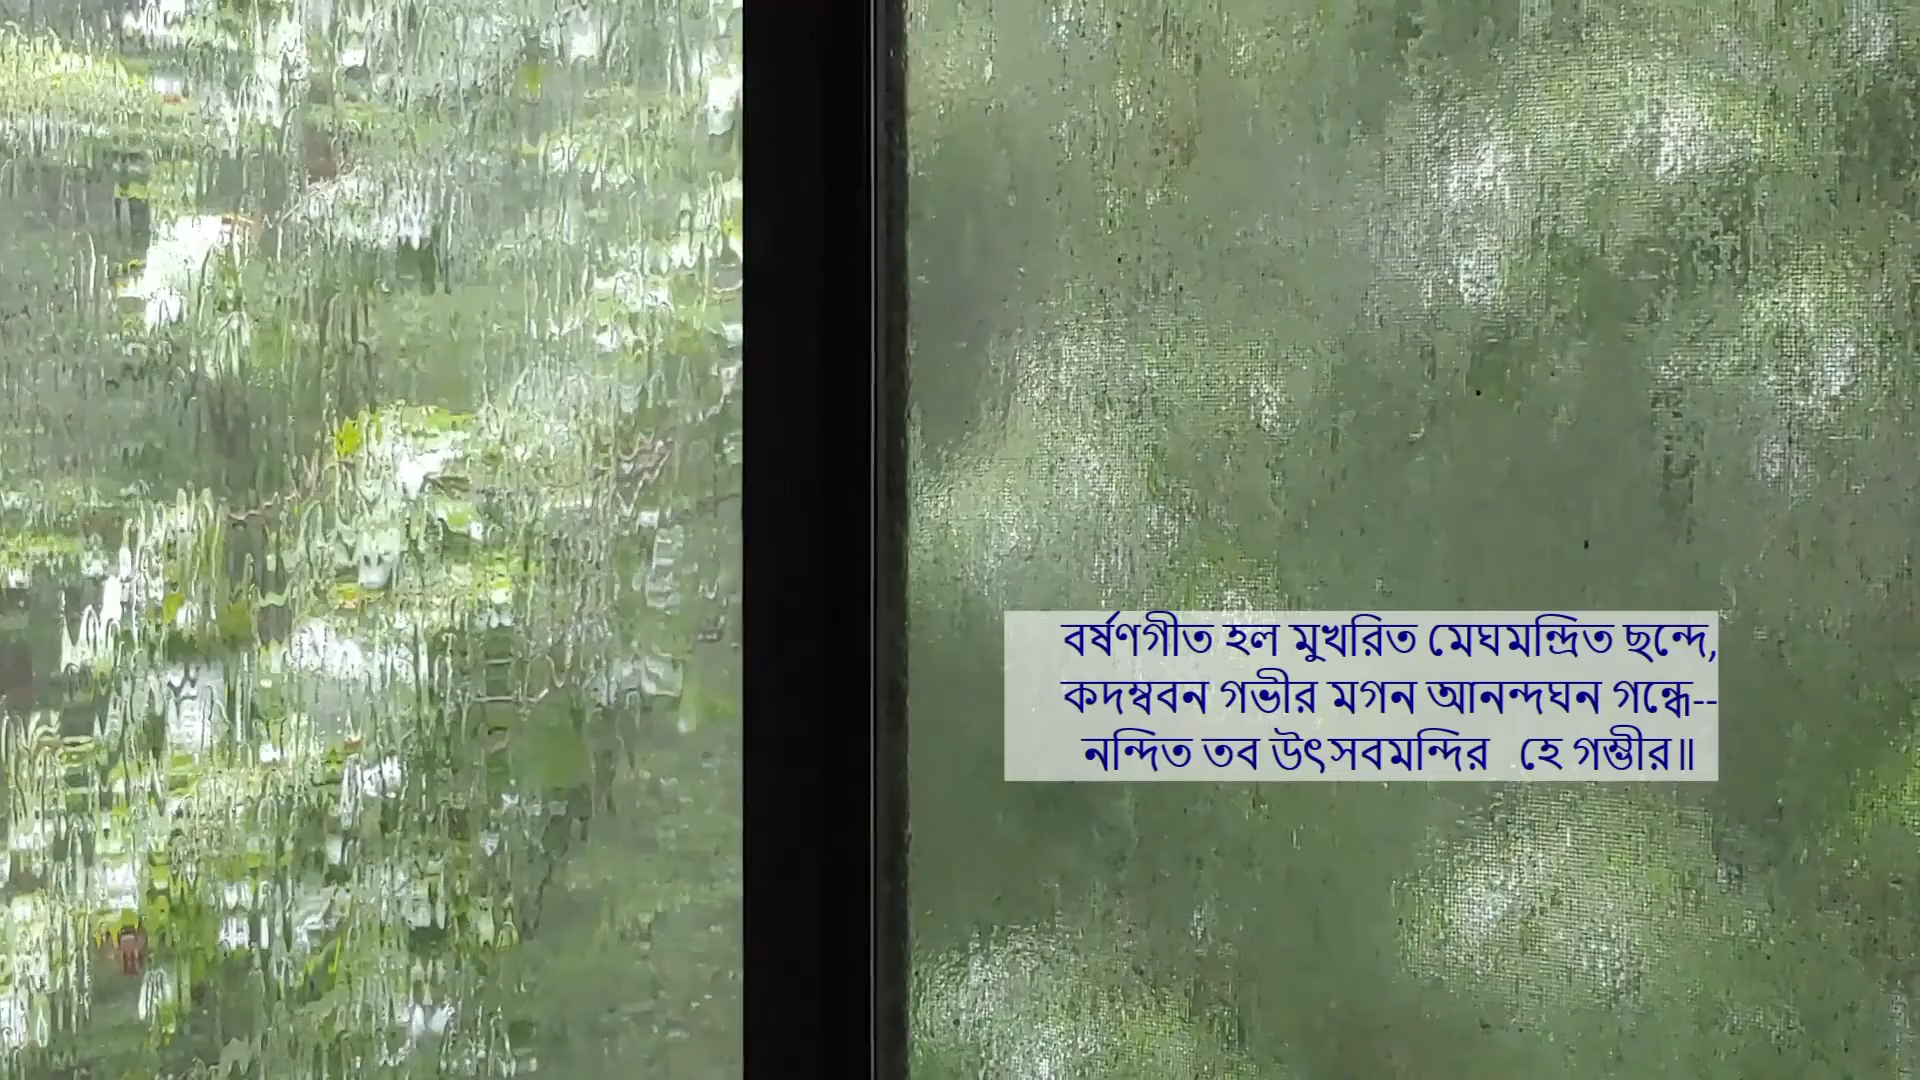 বর্ষণগীত হল মুখরিত মেঘমন্দ্রিত ছন্দে,
কদম্ববন গভীর মগন আনন্দঘন গন্ধে--
নন্দিত তব উৎসবমন্দির হে গম্ভীর॥